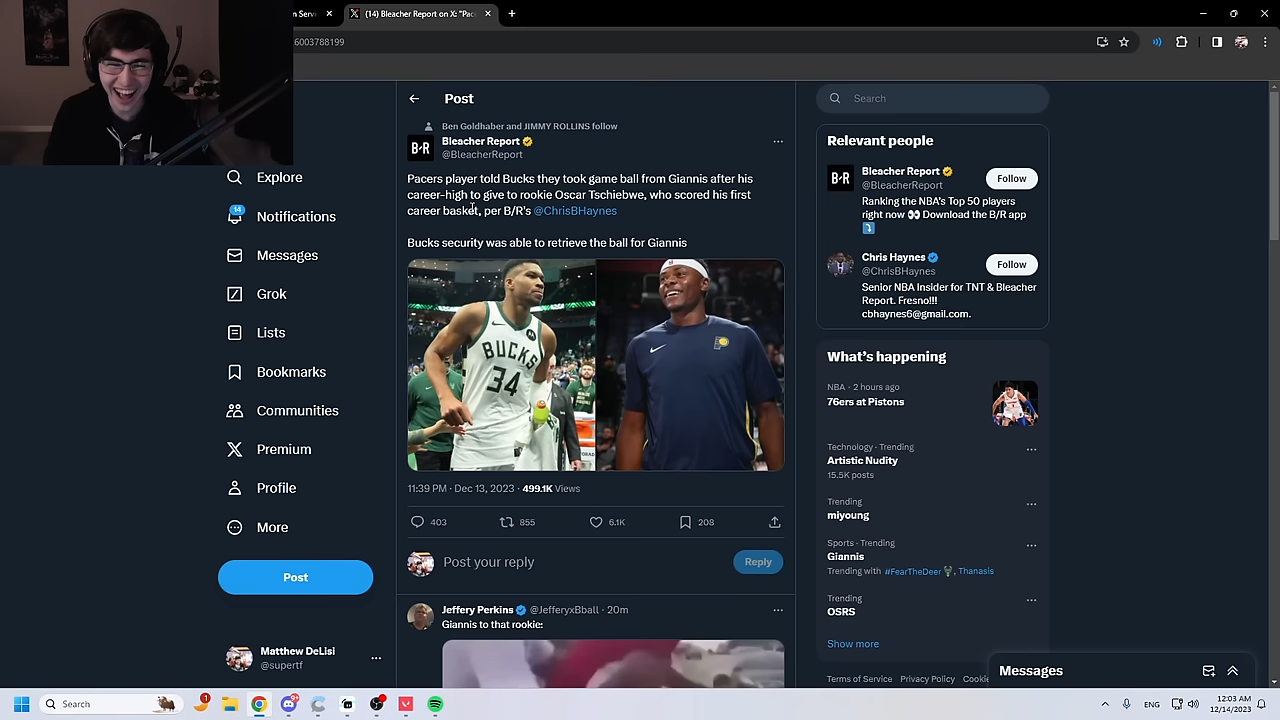 n Servi
(14) Bleacher Report on X: "Pac
6003788199
Explore
14
Notifications
Messages
Grok
Lists
Bookmarks
Communities
Premium
Profile
More
Post
Matthew DeLisi
@supertf
Post
Ben Goldhaber and JIMMY ROLLINS follow
B/R
Bleacher Report
@BleacherReport
Pacers player told Bucks they took game ball from Giannis after his
career-high to give to rookie Oscar Tschiebwe, who scored his first
career basket, per B/R's @ChrisBHaynes
Bucks security was able to retrieve the ball for Giannis
BUCKS
34
11:39 PM · Dec 13, 2023 · 499.1K Views
403
855
6.1K
208
Post your reply
Reply
Jeffery Perkins @JefferyxBball · 20m
Giannis to that rookie:
Search
Relevant people
B/R
Bleacher Report
@BleacherReport
Follow
Ranking the NBA's Top 50 players
right now 👀 Download the B/R app
⤵️
Chris Haynes
@ChrisBHaynes
Follow
Senior NBA Insider for TNT & Bleacher
Report. Fresno!!!
cbhaynes6@gmail.com.
What's happening
NBA · 2 hours ago
76ers at Pistons
Technology · Trending
Artistic Nudity
15.5K posts
Trending
miyoung
Sports · Trending
Giannis
Trending with #FearTheDeer, Thanasis
Trending
OSRS
Show more
Terms of Service Privacy Policy Cookie
Messages
Search
1
ENG
12:03 AM
12/14/2023